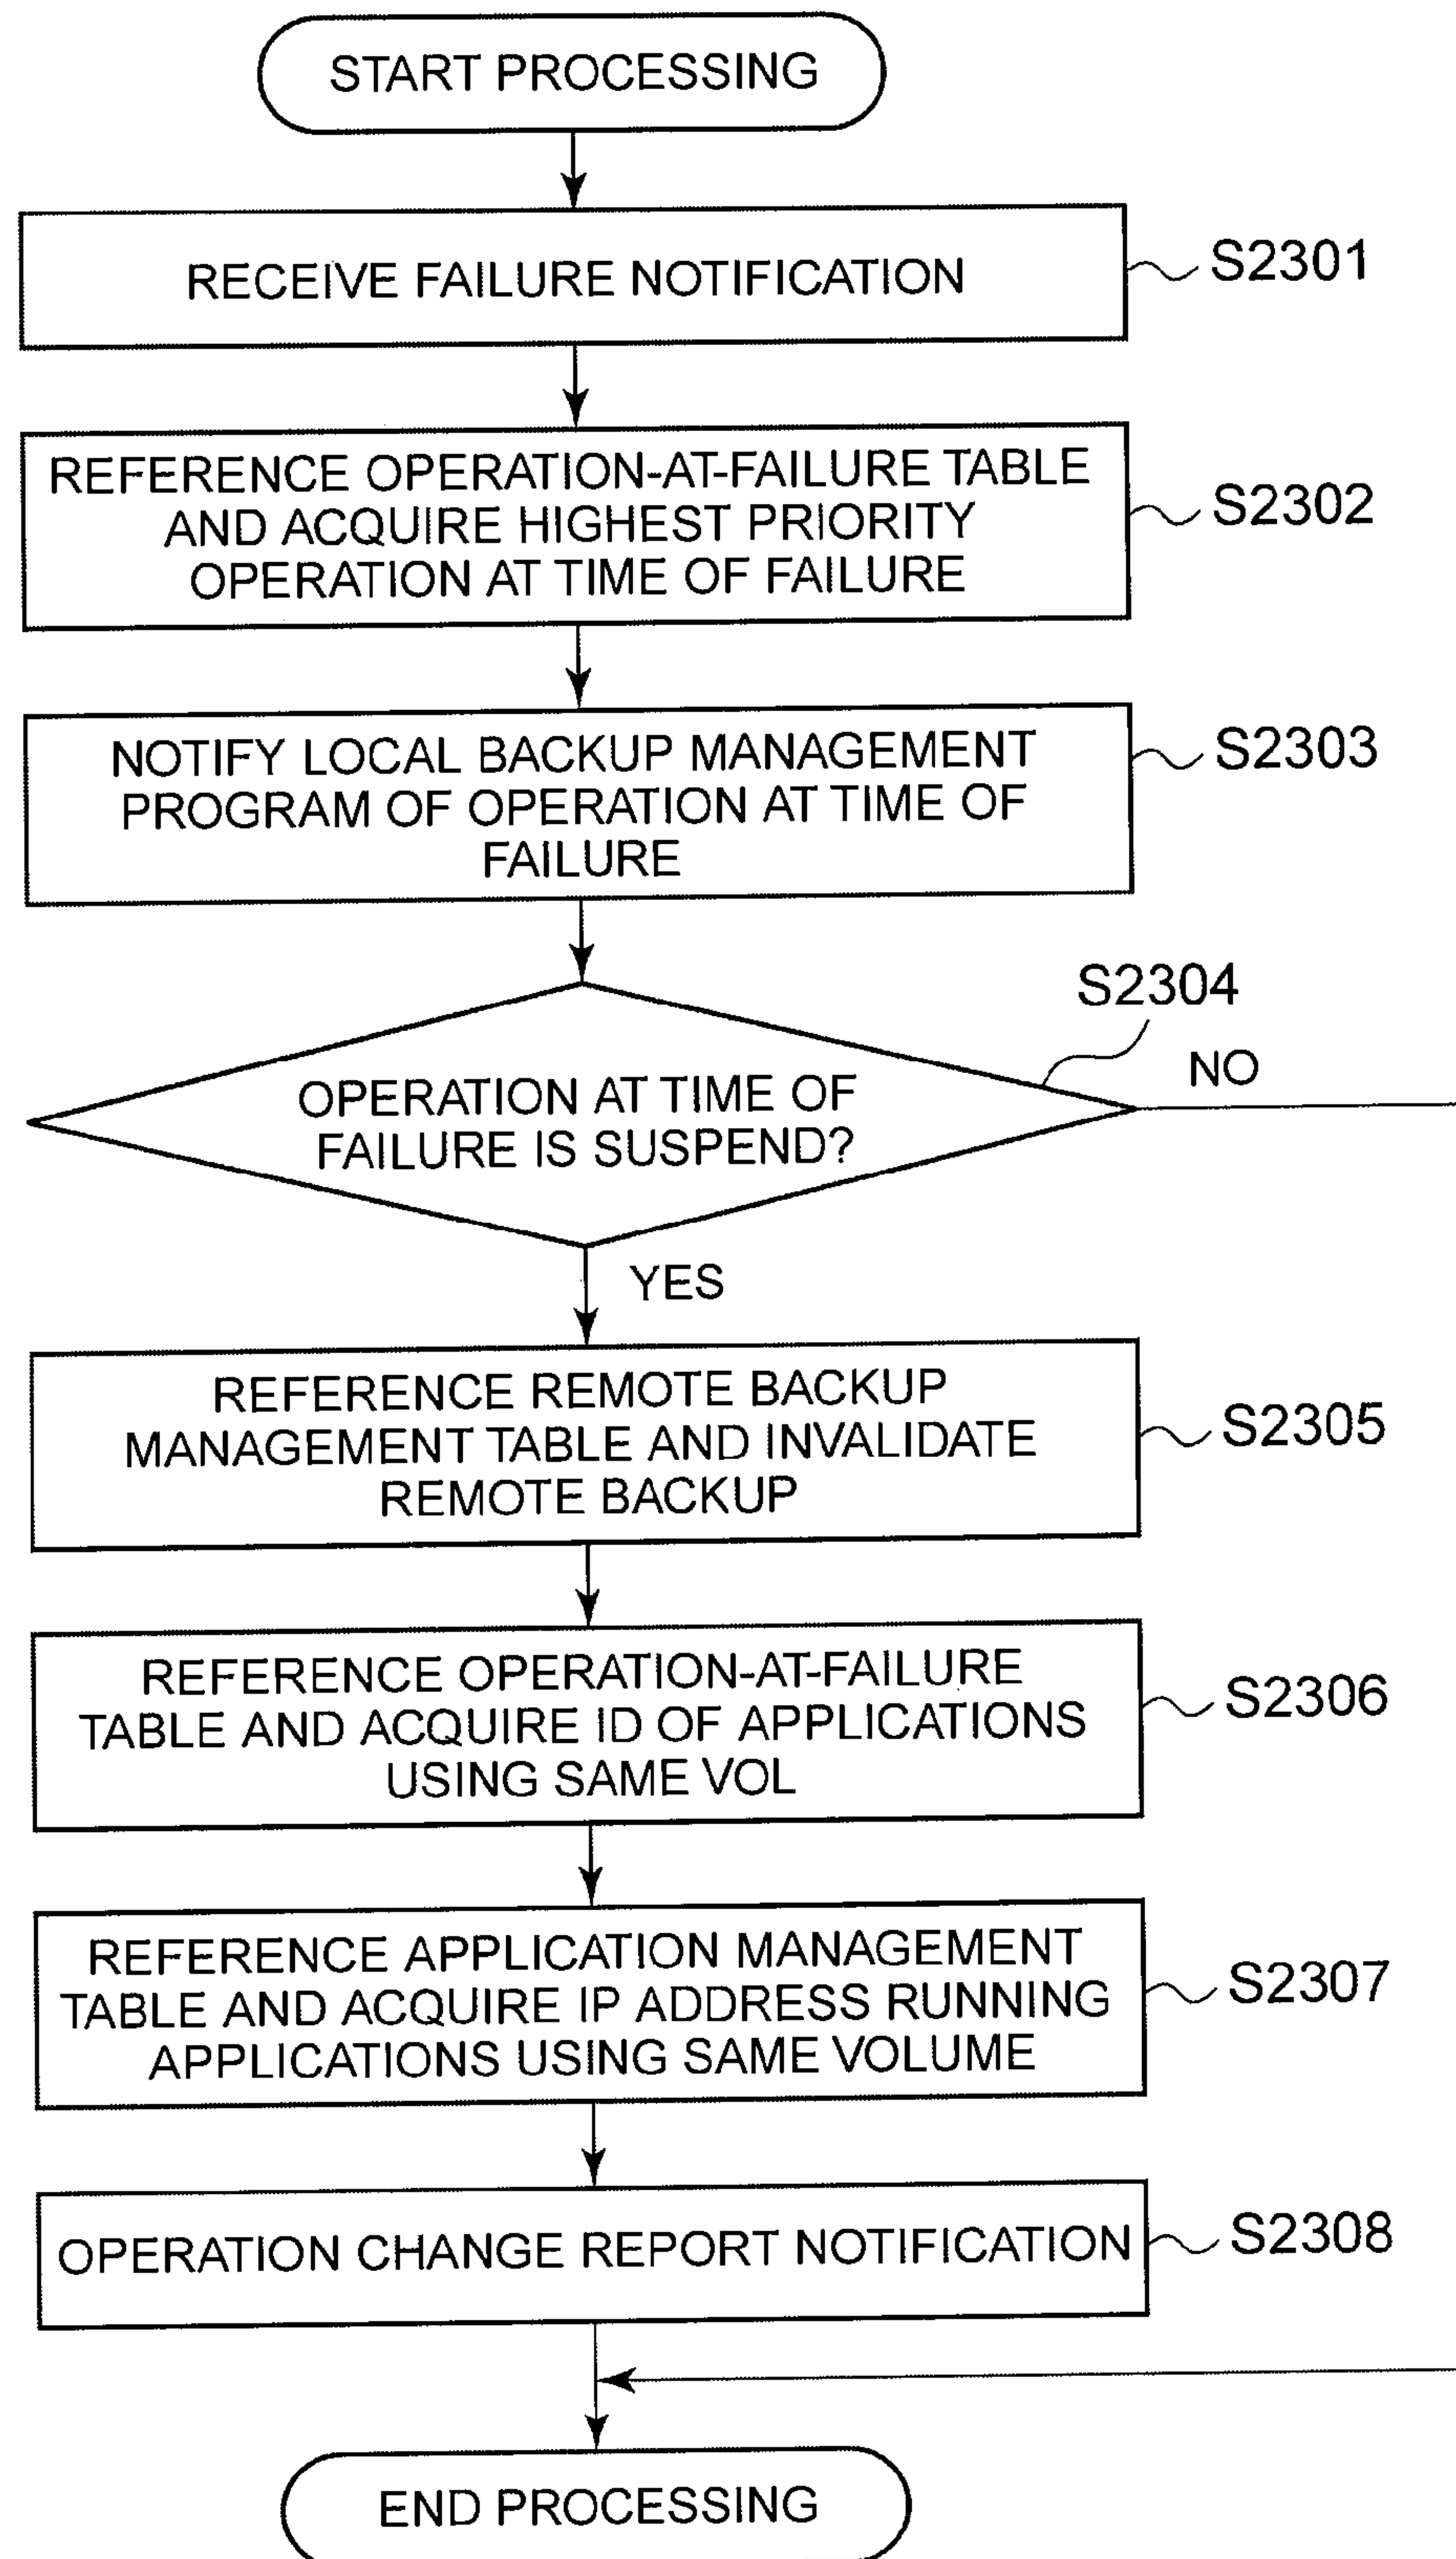 START PROCESSING
RECEIVE FAILURE NOTIFICATION
S2301
REFERENCE OPERATION-AT-FAILURE TABLE
AND ACQUIRE HIGHEST PRIORITY
OPERATION AT TIME OF FAILURE
S2302
NOTIFY LOCAL BACKUP MANAGEMENT
PROGRAM OF OPERATION AT TIME OF
FAILURE
S2303
S2304
OPERATION AT TIME OF
FAILURE IS SUSPEND?
NO
YES
REFERENCE REMOTE BACKUP
MANAGEMENT TABLE AND INVALIDATE
REMOTE BACKUP
S2305
REFERENCE OPERATION-AT-FAILURE
TABLE AND ACQUIRE ID OF APPLICATIONS
USING SAME VOL
S2306
REFERENCE APPLICATION MANAGEMENT
TABLE AND ACQUIRE IP ADDRESS RUNNING
APPLICATIONS USING SAME VOLUME
S2307
OPERATION CHANGE REPORT NOTIFICATION
S2308
END PROCESSING